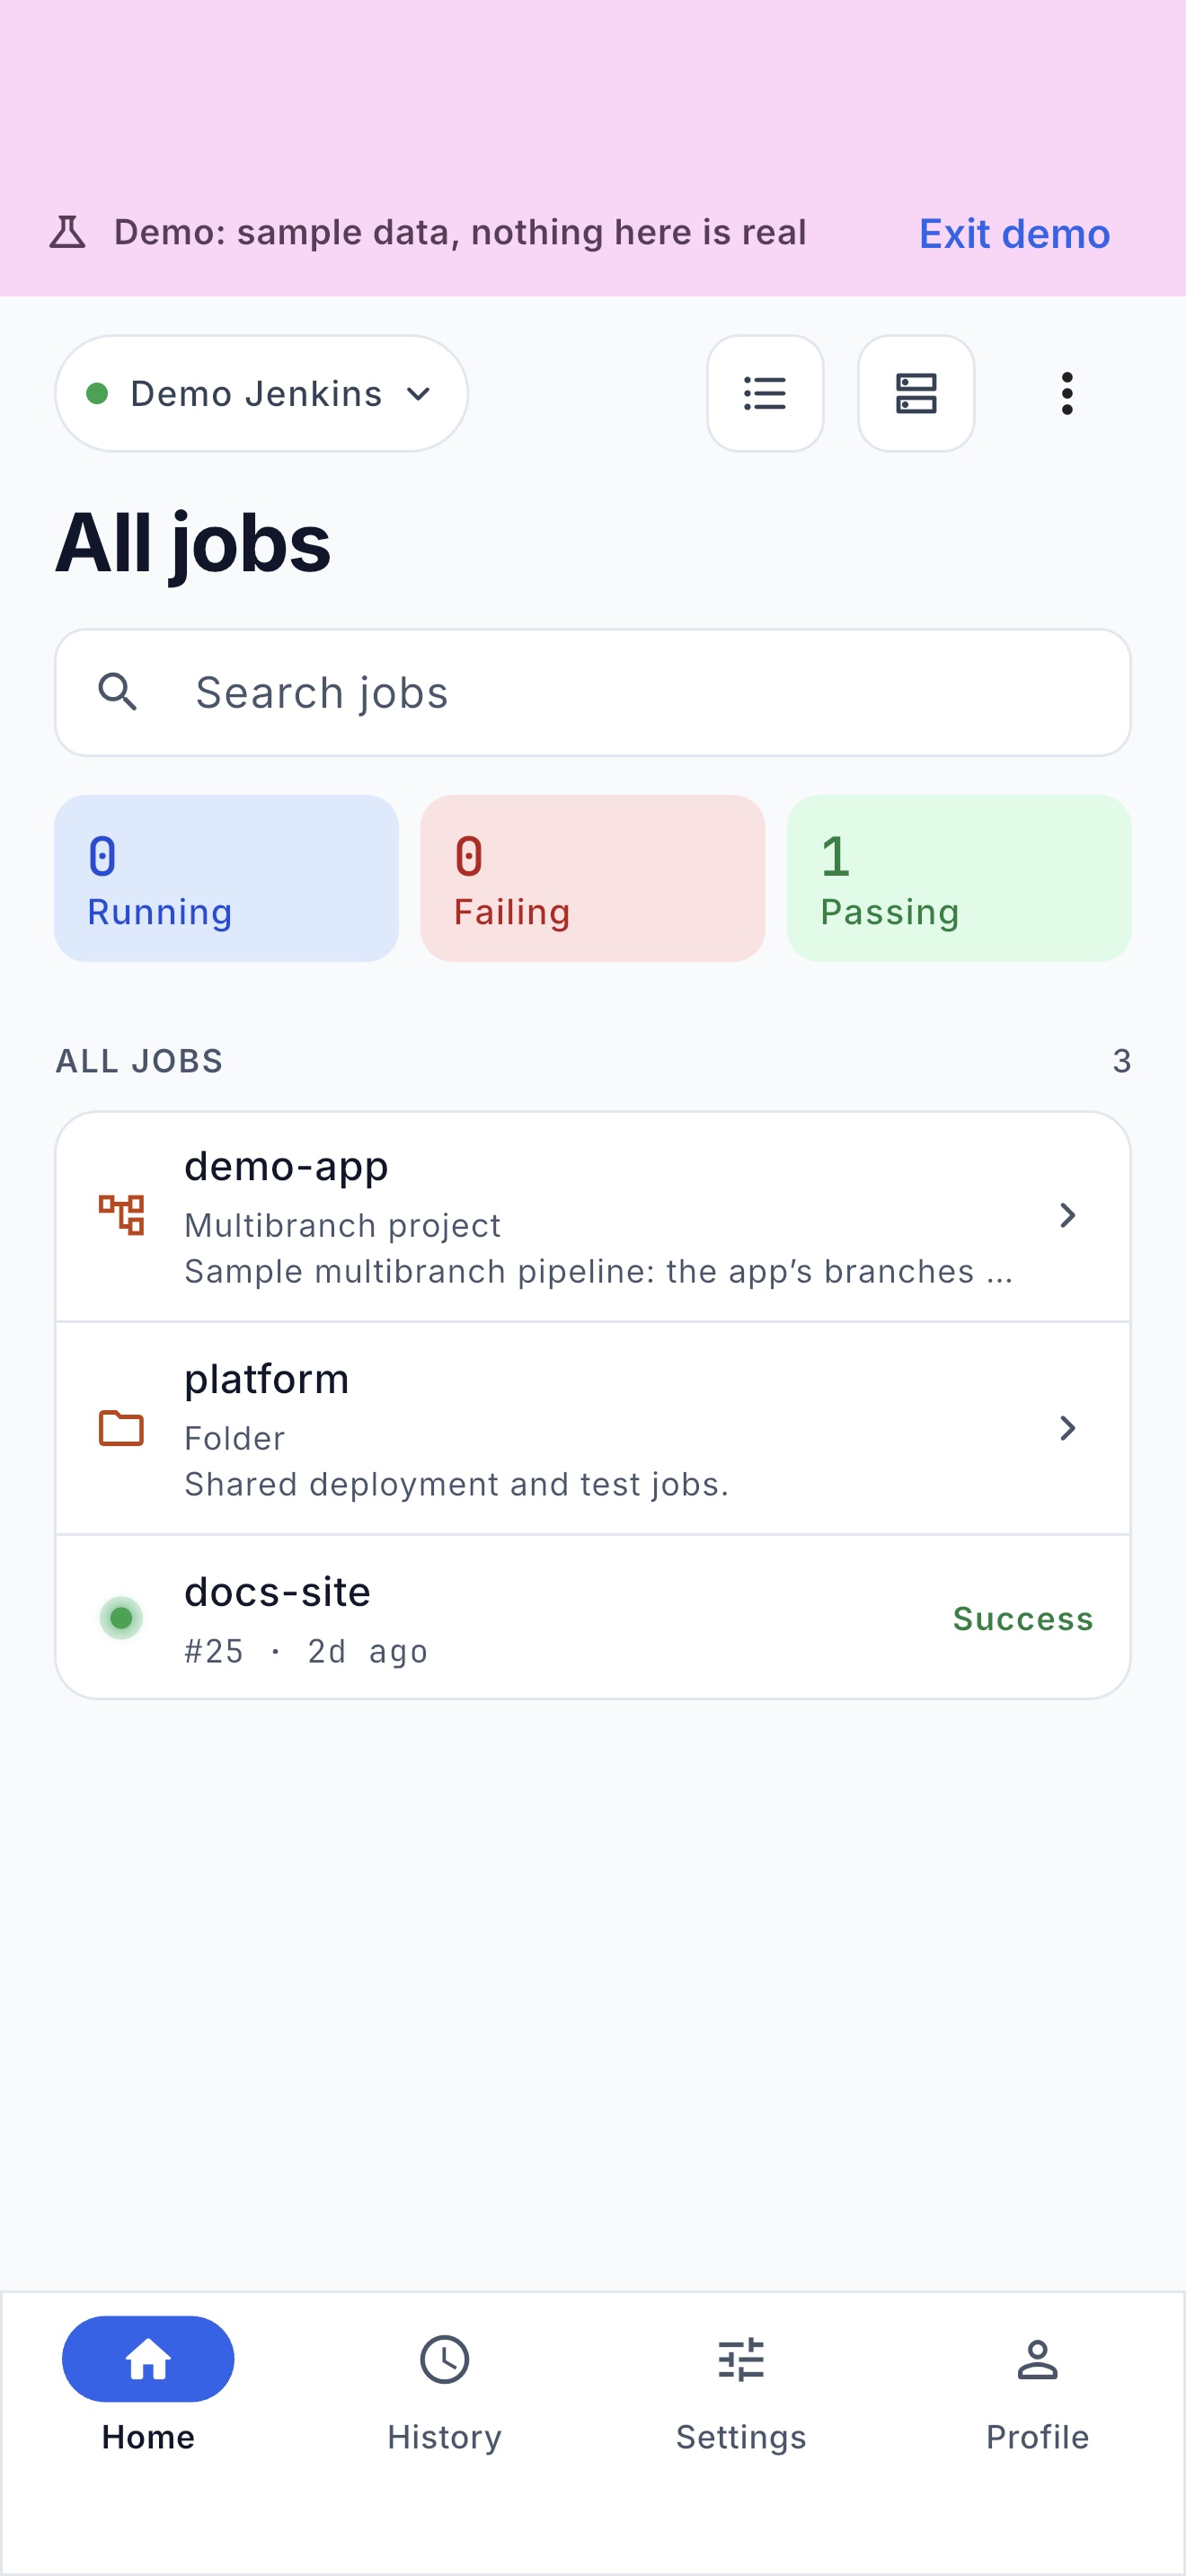 Demo: sample data, nothing here is real
Exit demo
Demo Jenkins
All jobs
Search jobs
0
Running
0
Failing
1
Passing
ALL JOBS
3
demo-app
Multibranch project
Sample multibranch pipeline: the app’s branches ...
platform
Folder
Shared deployment and test jobs.
docs-site
#25 · 2d ago
Success
Home
History
Settings
Profile